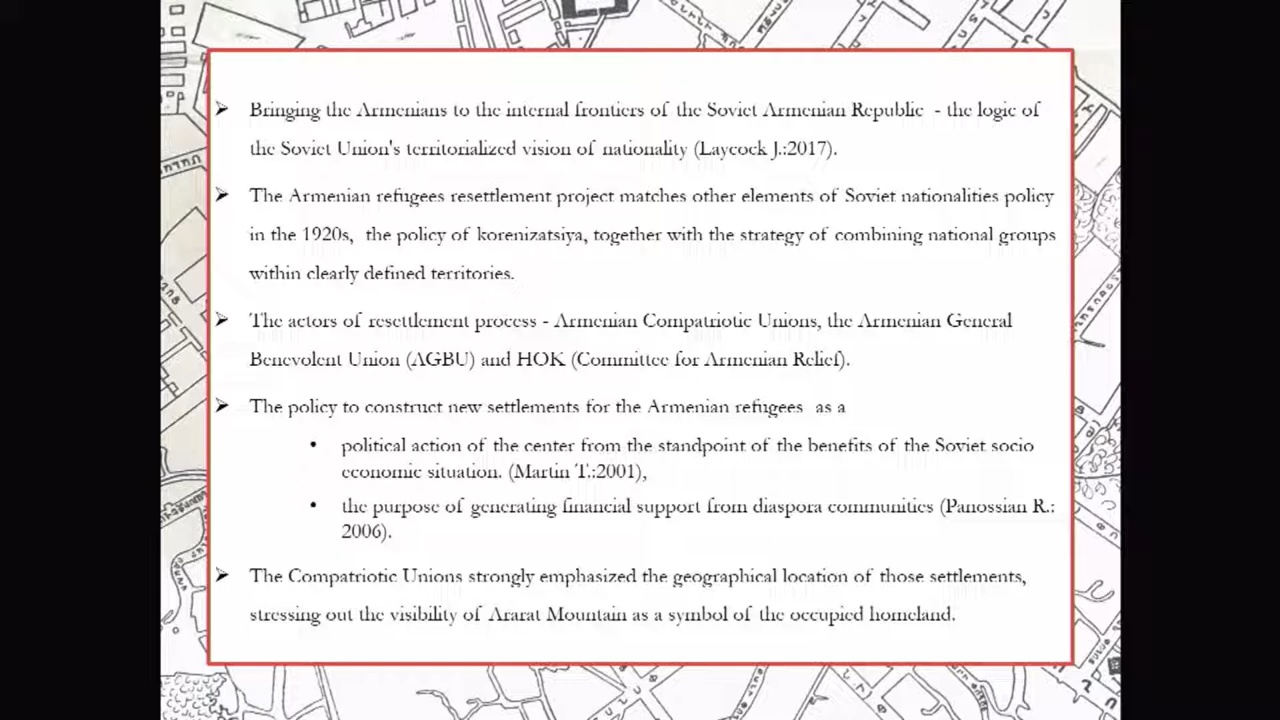 ➢ Bringing the Armenians to the internal frontiers of the Soviet Armenian Republic - the logic of
the Soviet Union's territorialized vision of nationality (Laycock J.:2017).
➢ The Armenian refugees resettlement project matches other elements of Soviet nationalities policy
in the 1920s, the policy of korenizatsiya, together with the strategy of combining national groups
within clearly defined territories.
➢ The actors of resettlement process - Armenian Compatriotic Unions, the Armenian General
Benevolent Union (AGBU) and HOK (Committee for Armenian Relief).
➢ The policy to construct new settlements for the Armenian refugees as a
• political action of the center from the standpoint of the benefits of the Soviet socio
economic situation. (Martin T.:2001),
• the purpose of generating financial support from diaspora communities (Panossian R.:
2006).
➢ The Compatriotic Unions strongly emphasized the geographical location of those settlements,
stressing out the visibility of Ararat Mountain as a symbol of the occupied homeland.